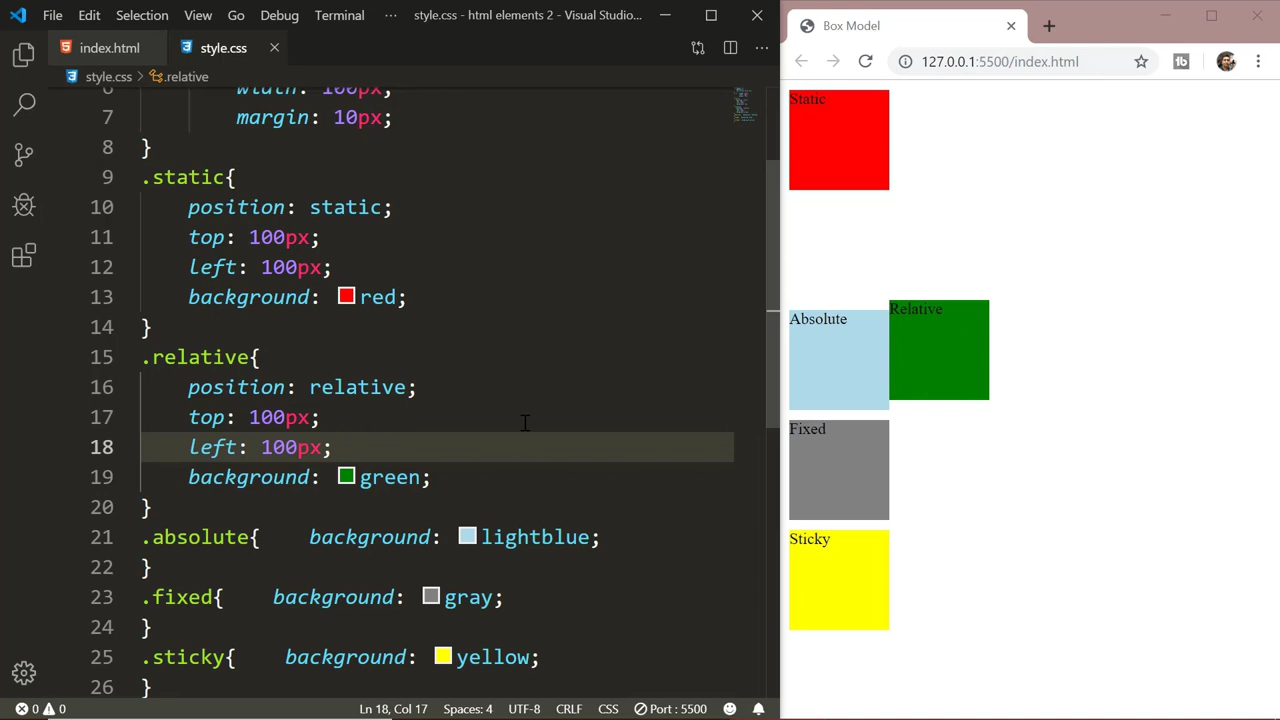 File Edit Selection View Go Debug Terminal ··· style.css - html elements 2 - Visual Studio...
index.html style.css
style.css .relative
6 width: 100px;
7 margin: 10px;
8 }
9 .static{
10 position: static;
11 top: 100px;
12 left: 100px;
13 background: red;
14 }
15 .relative{
16 position: relative;
17 top: 100px;
18 left: 100px;
19 background: green;
20 }
21 .absolute{ background: lightblue;
22 }
23 .fixed{ background: gray;
24 }
25 .sticky{ background: yellow;
26 }
0 0 Ln 18, Col 17 Spaces: 4 UTF-8 CRLF CSS Port : 5500
Box Model
127.0.0.1:5500/index.html
Static
Relative
Absolute
Fixed
Sticky